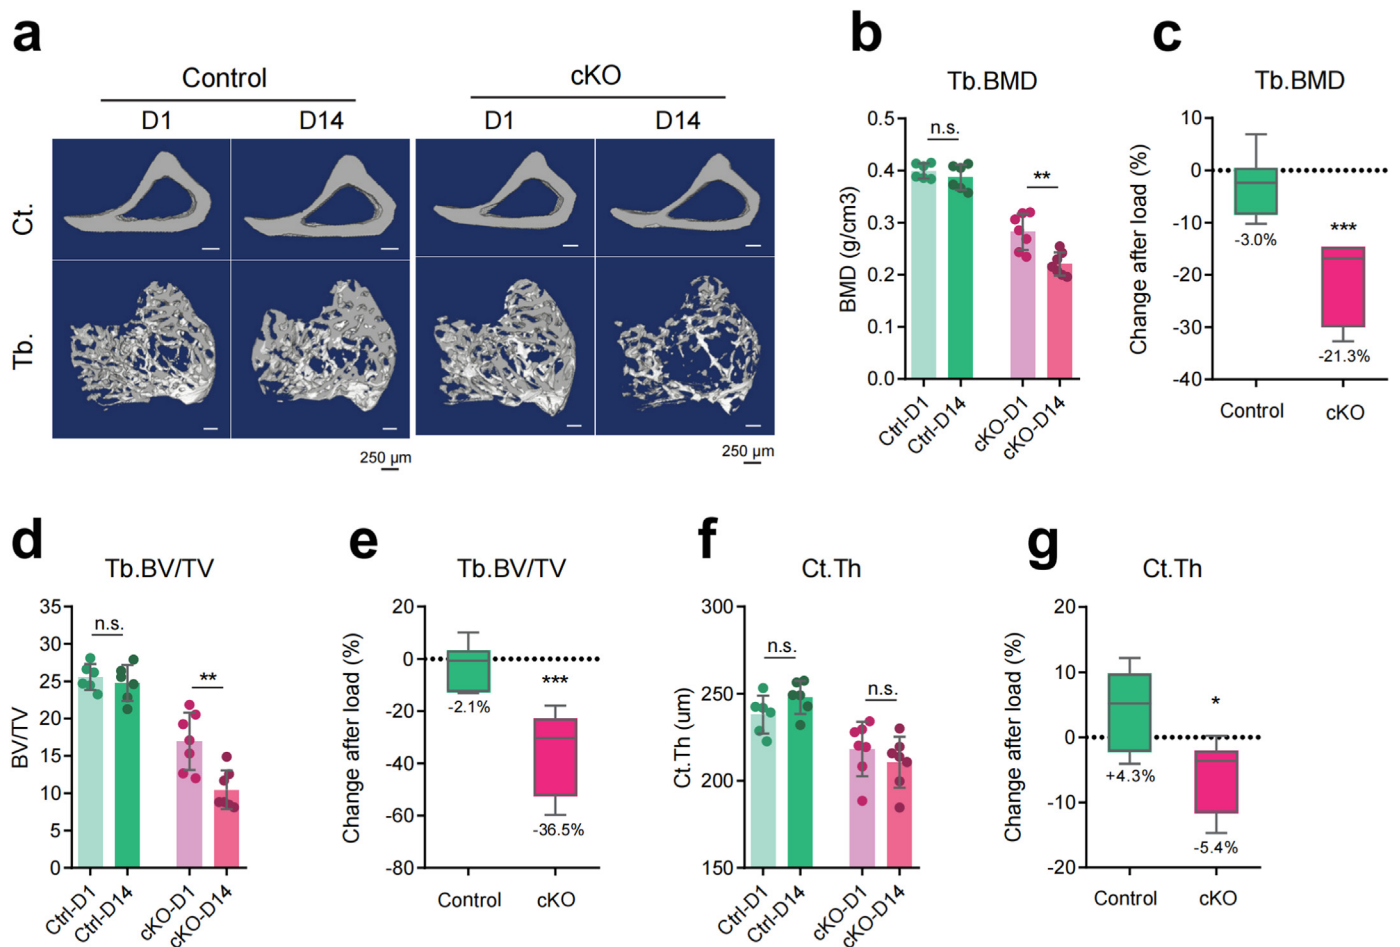 a
Control
cKO
D1
D14
D1
D14
Ct.
Tb.
250 µm
b
Tb.BMD
BMD (g/cm3)
0.5
0.4
0.3
0.2
0.1
0.0
n.s.
**
Ctrl-D1
Ctrl-D14
cKO-D1
cKO-D14
c
Tb.BMD
Change after load (%)
10
0
-10
-20
-30
-40
-3.0%
***
-21.3%
Control
cKO
d
Tb.BV/TV
BV/TV
35
30
25
20
15
10
5
0
n.s.
**
Ctrl-D1
Ctrl-D14
cKO-D1
cKO-D14
e
Tb.BV/TV
Change after load (%)
20
0
-20
-40
-60
-80
-2.1%
***
-36.5%
Control
cKO
f
Ct.Th
Ct.Th (um)
300
250
200
150
n.s.
n.s.
Ctrl-D1
Ctrl-D14
cKO-D1
cKO-D14
g
Ct.Th
Change after load (%)
20
10
0
-10
-20
+4.3%
*
-5.4%
Control
cKO